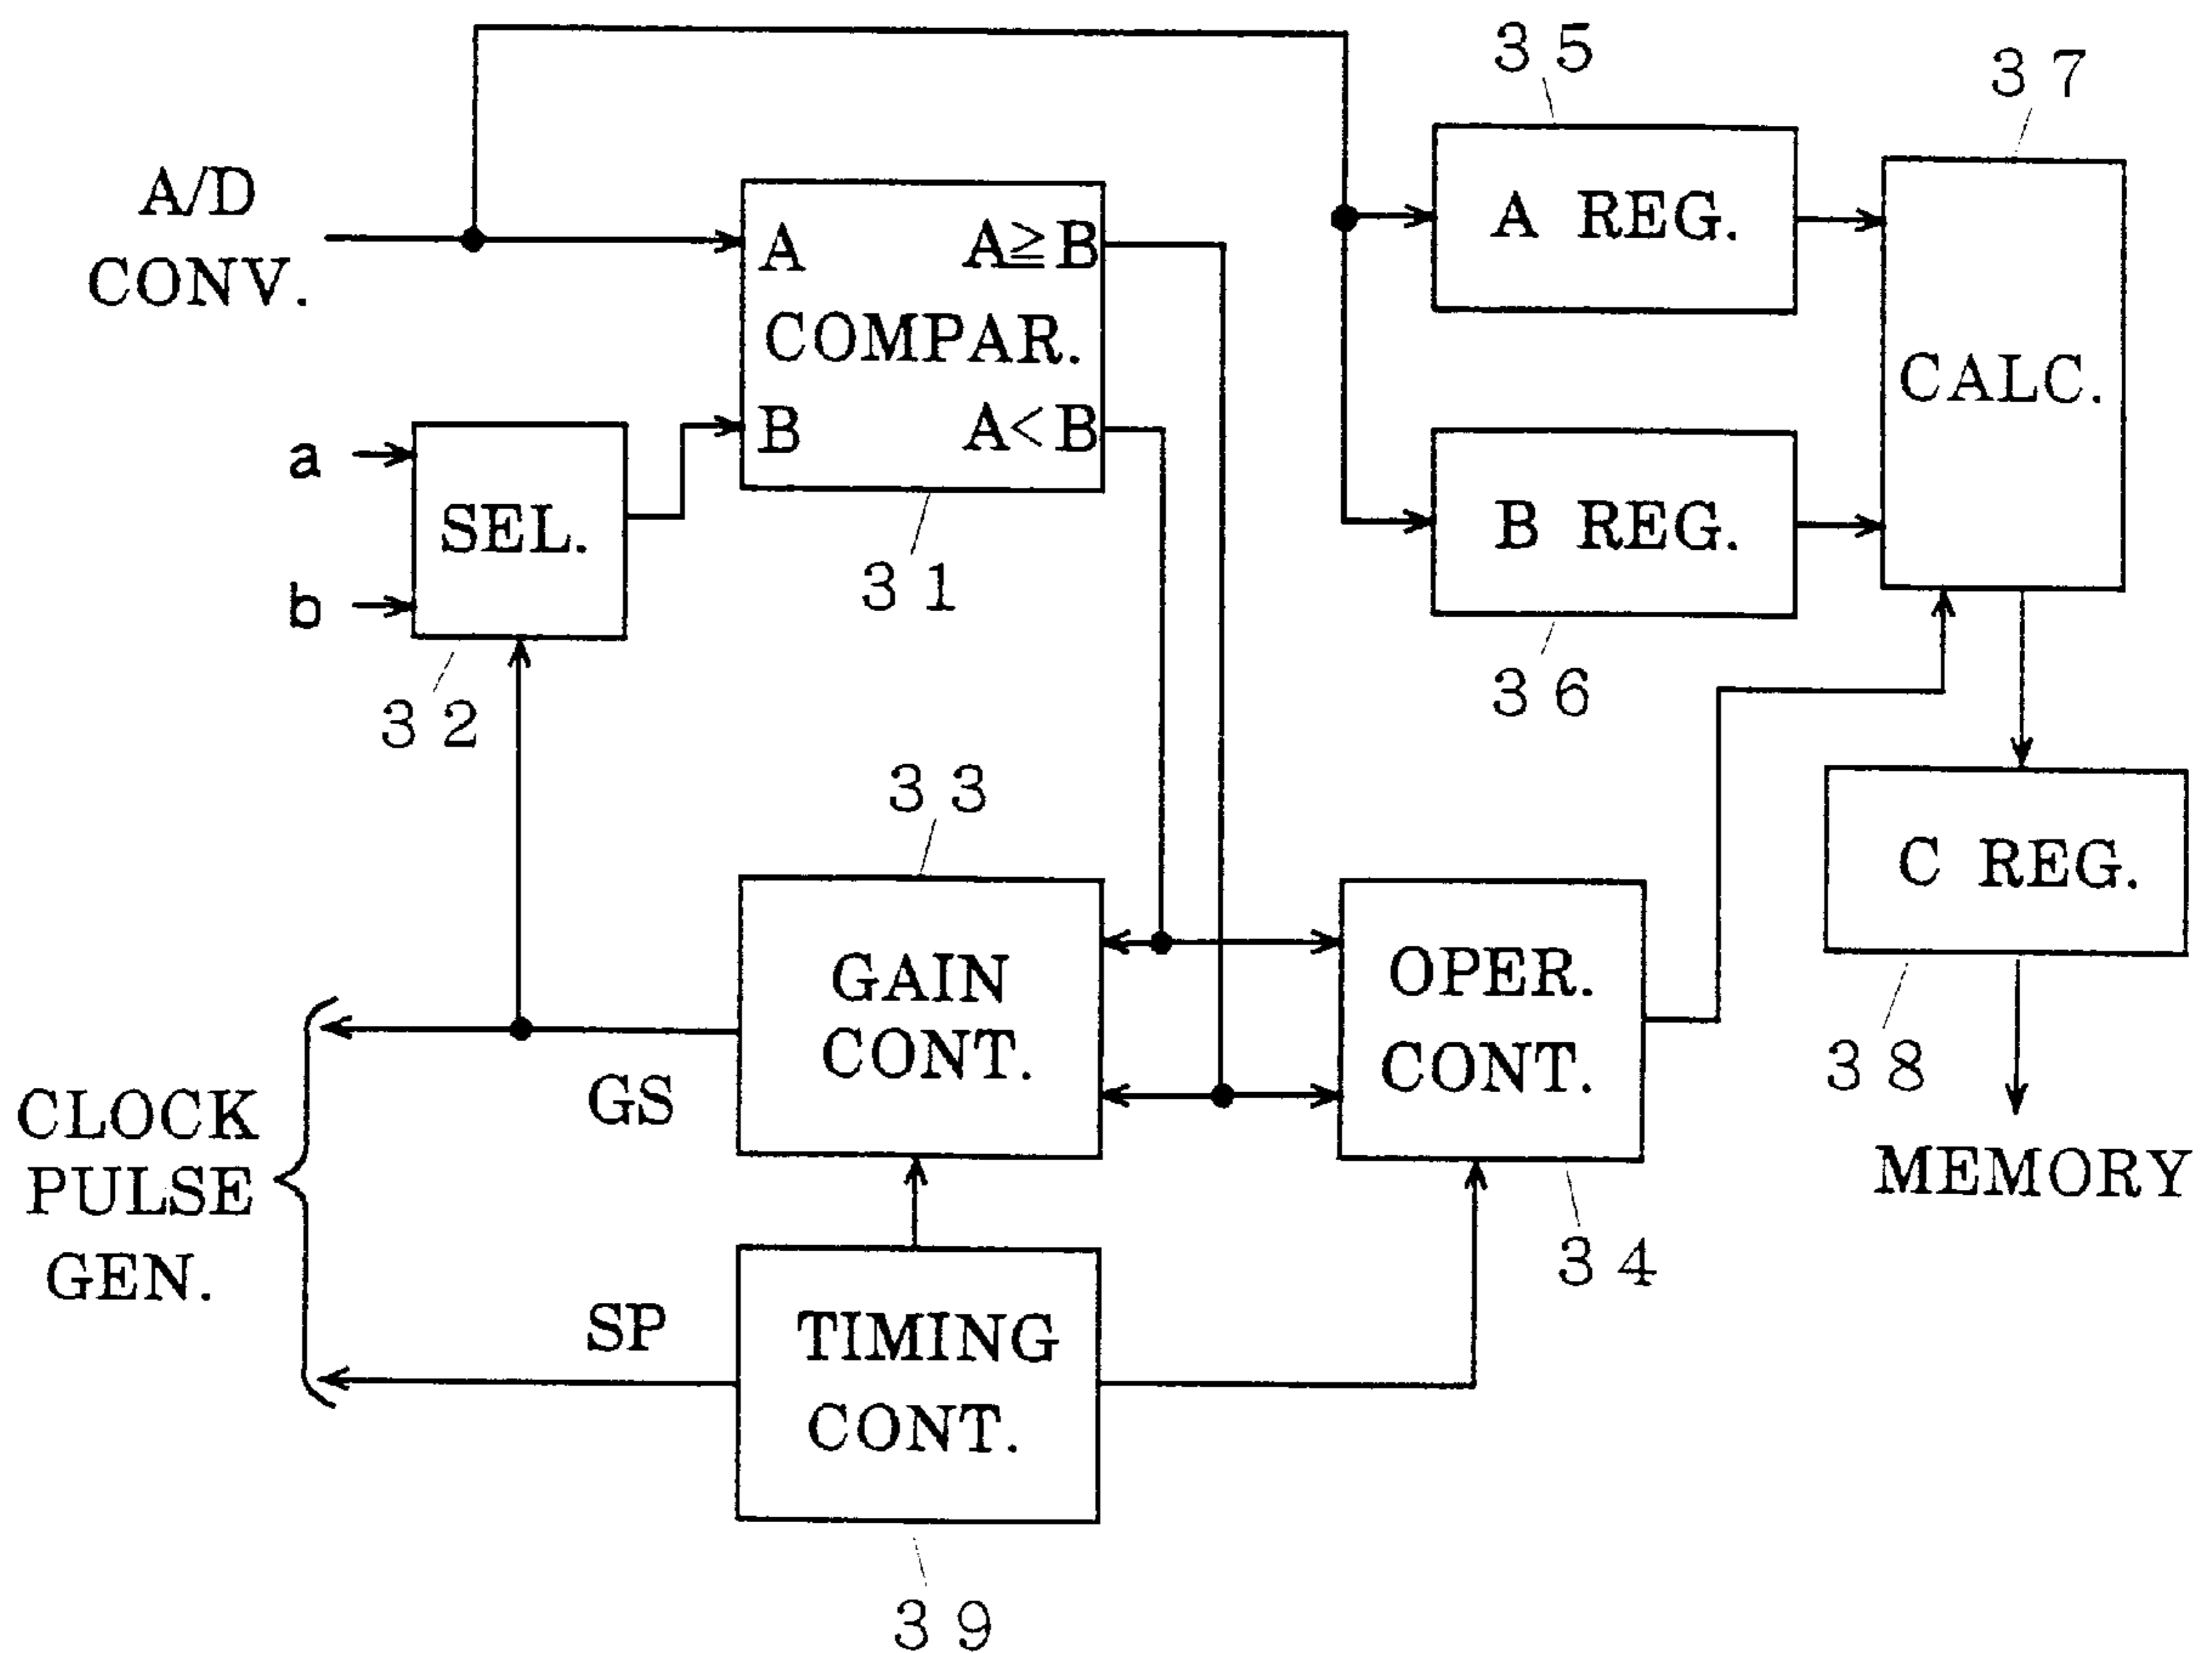 35
37
A/D
CONV.
A
A≧B
COMPAR.
B
A<B
A REG.
CALC.
a
b
SEL.
B REG.
31
32
36
33
C REG.
GAIN
CONT.
OPER.
CONT.
38
GS
CLOCK
PULSE
GEN.
MEMORY
34
SP
TIMING
CONT.
39